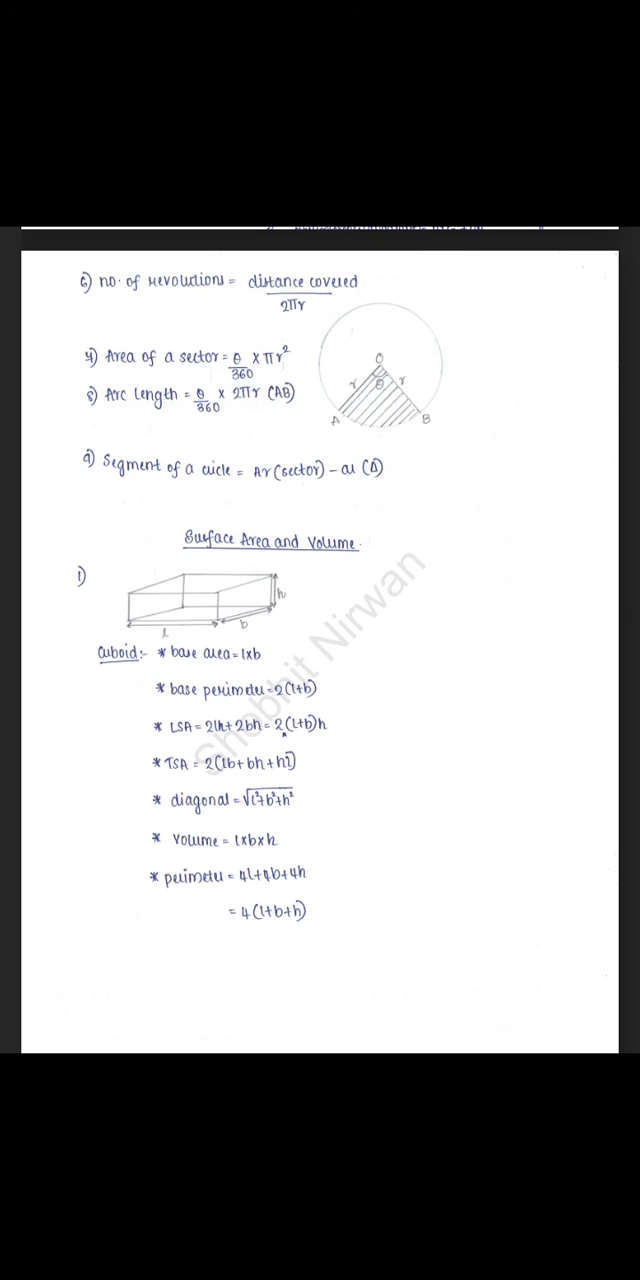 6) no. of revolutions = distance covered / 2πr
7) Area of a sector = θ/360 × πr²
8) Arc length = θ/360 × 2πr (AB)
O
r θ r
A B
9) Segment of a circle = Ar(sector) - ar(Δ)
Surface Area and Volume.
1)
h
b
l
Cuboid:- * base area = l×b
* base perimeter = 2(l+b)
* LSA = 2lh + 2bh = 2(l+b)h
* TSA = 2(lb+bh+hl)
* diagonal = √l²+b²+h²
* Volume = l×b×h
* perimeter = 4l+4b+4h
= 4(l+b+h)
Shobhit Nirwan